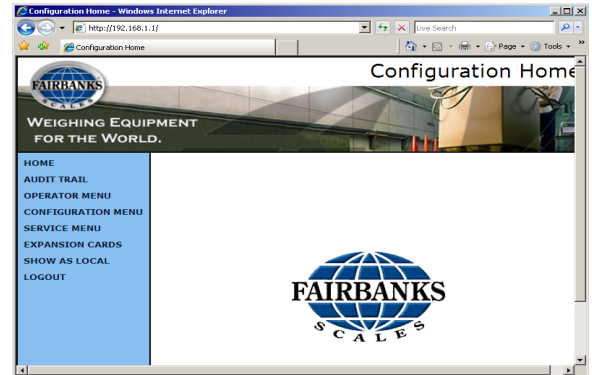 Configuration Home - Windows Internet Explorer
http://192.168.1.1/
Live Search
Configuration Home
Page
Tools
Configuration Home
FAIRBANKS
SCALES
WEIGHING EQUIPMENT
FOR THE WORLD.
HOME
AUDIT TRAIL
OPERATOR MENU
CONFIGURATION MENU
SERVICE MENU
EXPANSION CARDS
SHOW AS LOCAL
LOGOUT
FAIRBANKS
SCALES